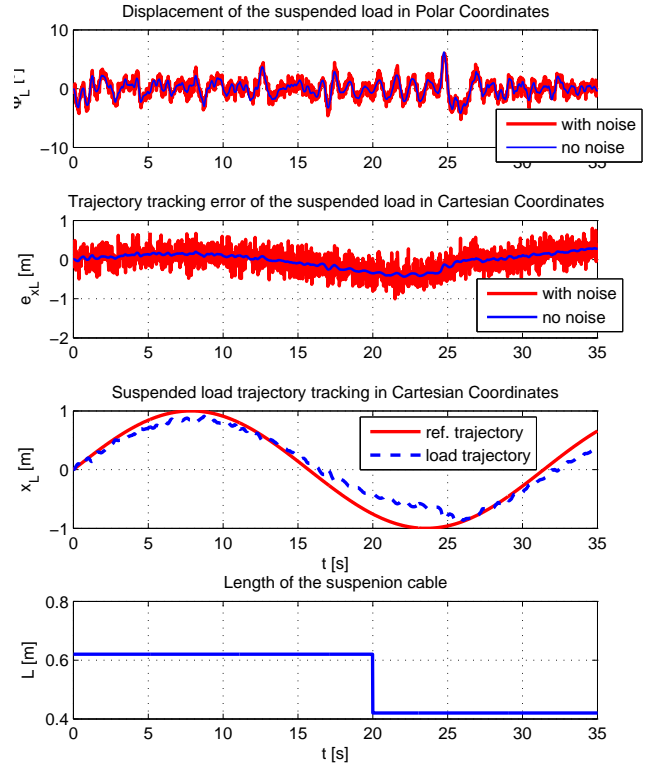 Displacement of the suspended load in Polar Coordinates
10
0
−10
Ψ_L [°]
0 5 10 15 20 25 30 35
with noise
no noise
Trajectory tracking error of the suspended load in Cartesian Coordinates
1
0
−1
−2
e_xL [m]
0 5 10 15 20 25 30 35
with noise
no noise
Suspended load trajectory tracking in Cartesian Coordinates
1
0
−1
x_L [m]
0 5 10 15 20 25 30 35
t [s]
ref. trajectory
load trajectory
Length of the suspenion cable
0.8
0.6
0.4
L [m]
0 5 10 15 20 25 30 35
t [s]